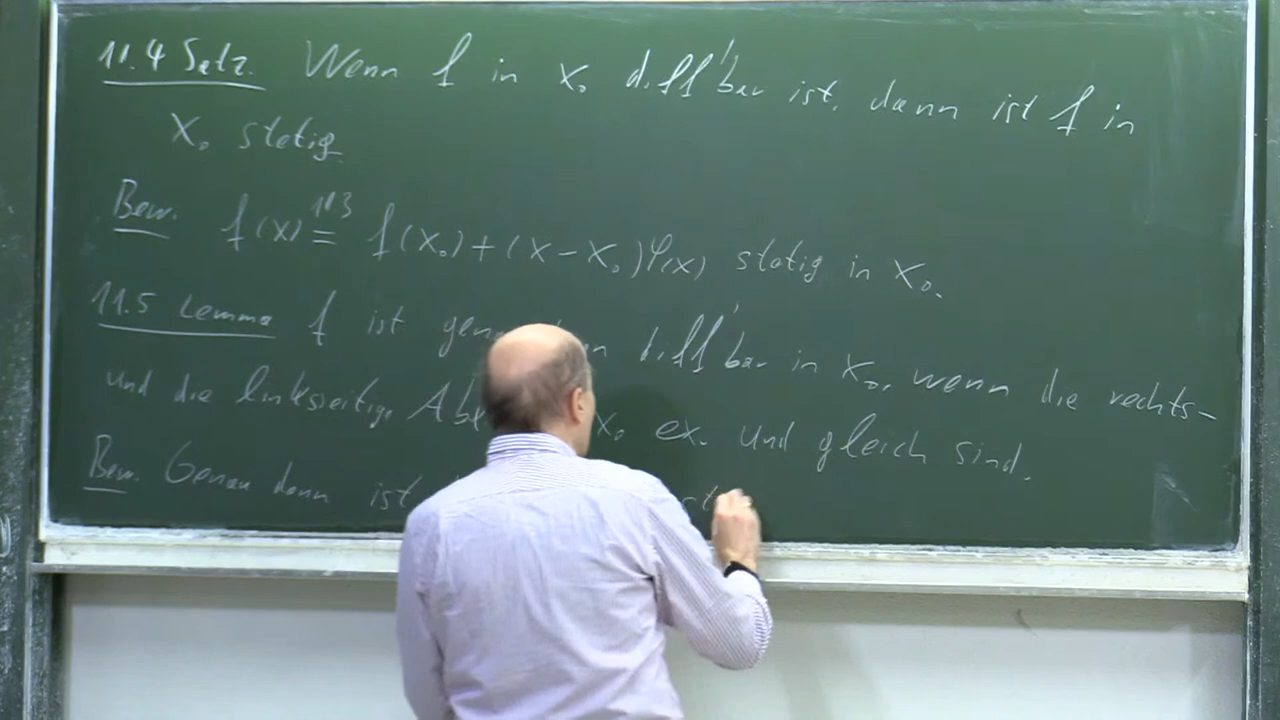 11.4 Satz. Wenn f in x₀ diff'bar ist, dann ist f in
x₀ stetig.
Bew. f(x) =^{11.3} f(x₀)+(x-x₀)φ(x) stetig in x₀.
11.5 Lemma f ist diff'bar in x₀, wenn die rechts-
und die linksseitige x₀ ex. und gleich sind.
Bew. Genau dann ist